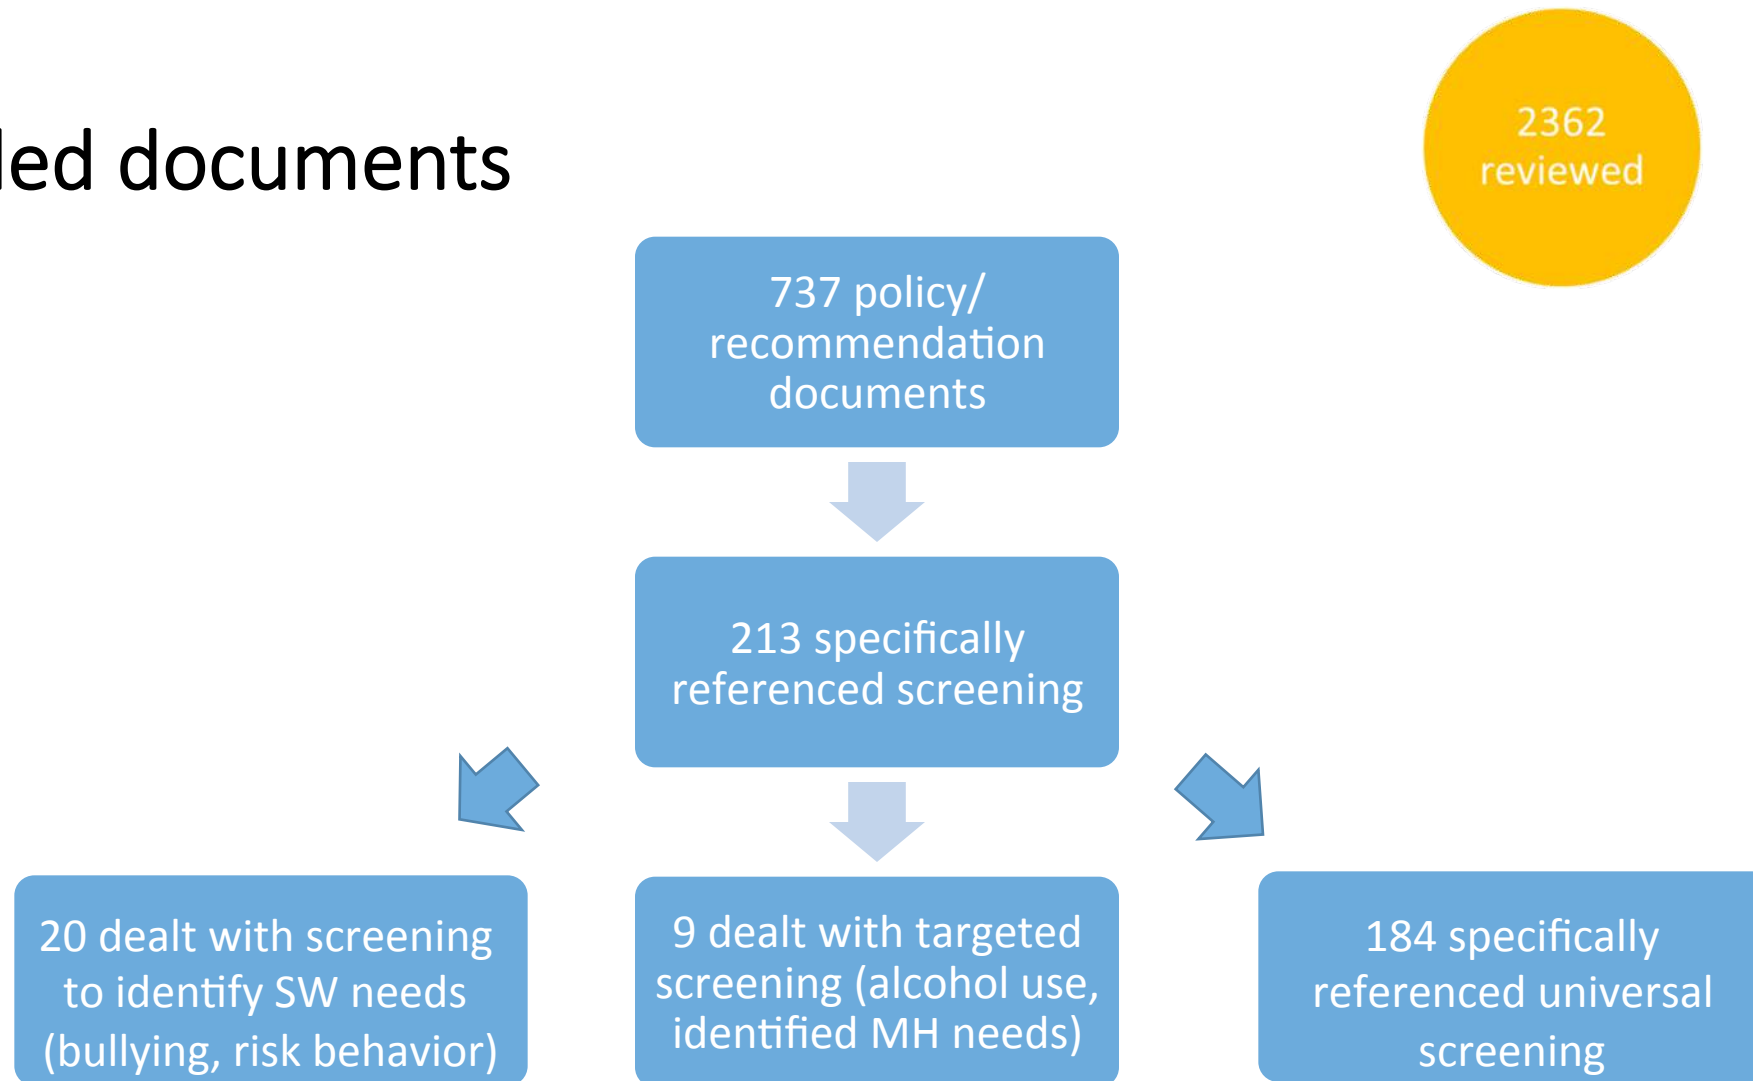 documents
2362
reviewed
737 policy/
recommendation
documents
213 specifically
referenced screening
20 dealt with screening
to identify SW needs
(bullying, risk behavior)
9 dealt with targeted
screening (alcohol use,
identified MH needs)
184 specifically
referenced universal
screening